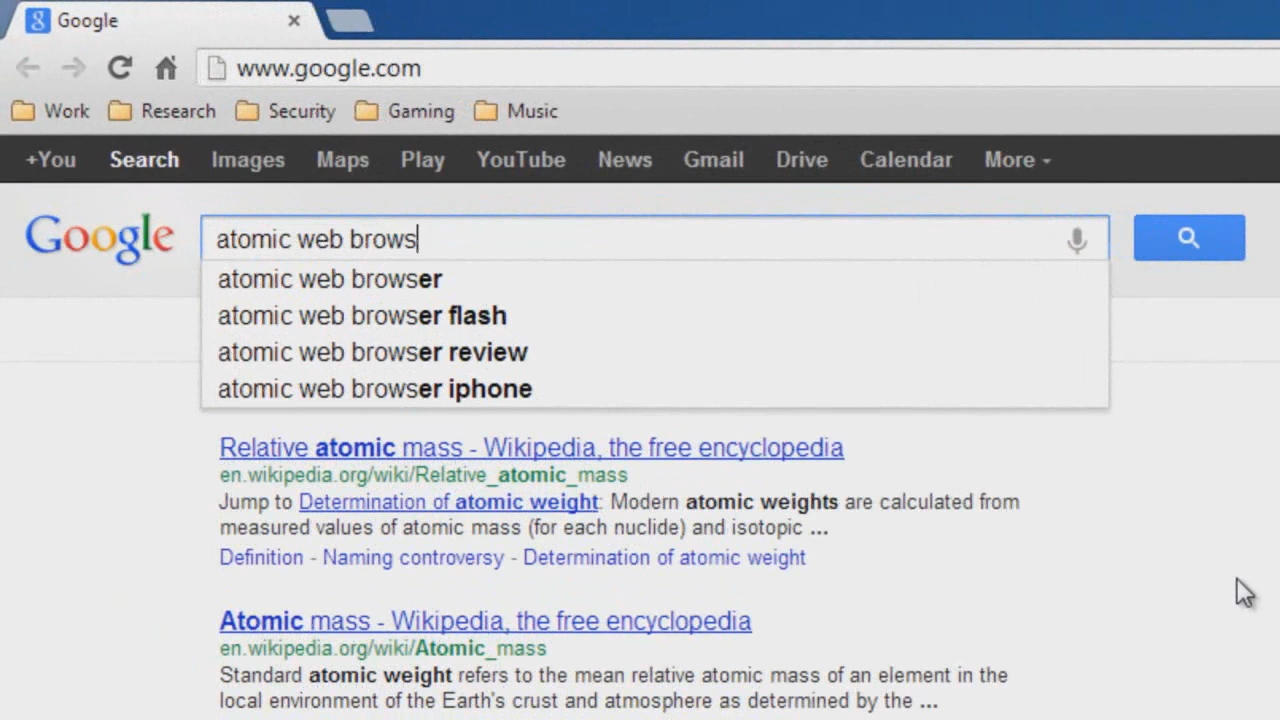 Google
www.google.com
Work Research Security Gaming Music
+You Search Images Maps Play YouTube News Gmail Drive Calendar More
Google atomic web brows
atomic web browser
atomic web browser flash
atomic web browser review
atomic web browser iphone
Relative atomic mass - Wikipedia, the free encyclopedia
en.wikipedia.org/wiki/Relative_atomic_mass
Jump to Determination of atomic weight: Modern atomic weights are calculated from
measured values of atomic mass (for each nuclide) and isotopic ...
Definition - Naming controversy - Determination of atomic weight
Atomic mass - Wikipedia, the free encyclopedia
en.wikipedia.org/wiki/Atomic_mass
Standard atomic weight refers to the mean relative atomic mass of an element in the
local environment of the Earth's crust and atmosphere as determined by the ...